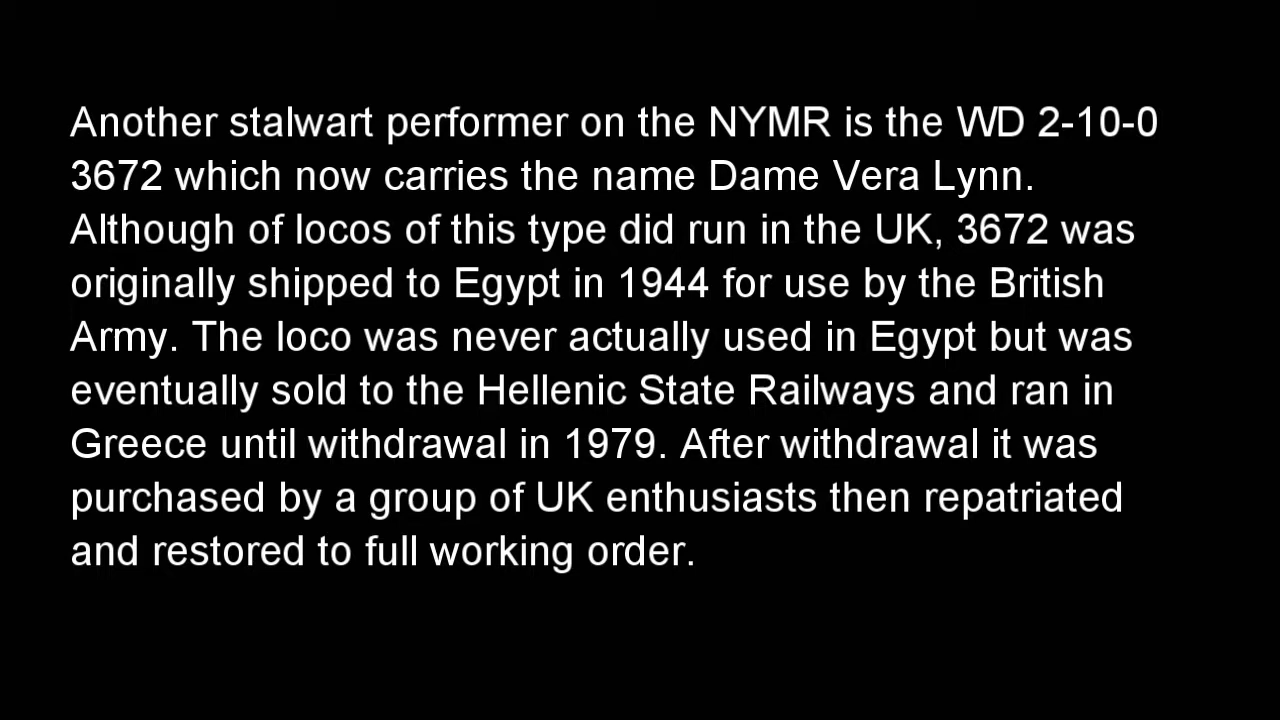 Another stalwart performer on the NYMR is the WD 2-10-0
3672 which now carries the name Dame Vera Lynn.
Although of locos of this type did run in the UK, 3672 was
originally shipped to Egypt in 1944 for use by the British
Army. The loco was never actually used in Egypt but was
eventually sold to the Hellenic State Railways and ran in
Greece until withdrawal in 1979. After withdrawal it was
purchased by a group of UK enthusiasts then repatriated
and restored to full working order.